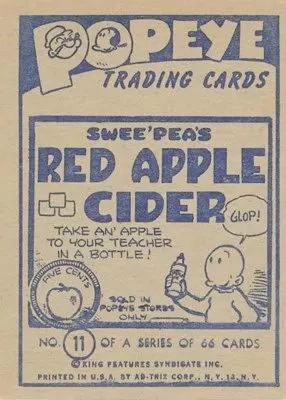 POPEYE
TRADING CARDS
SWEE'PEA'S
RED APPLE
CIDER
GLOP!
TAKE AN' APPLE
TO YOUR TEACHER
IN A BOTTLE!
FIVE CENTS
SOLD IN
POPEYE STORES
ONLY
NO. 11 OF A SERIES OF 66 CARDS
©KING FEATURES SYNDICATE INC.
PRINTED IN U.S.A. BY AD-TRIX CORP., N.Y. 13, N.Y.